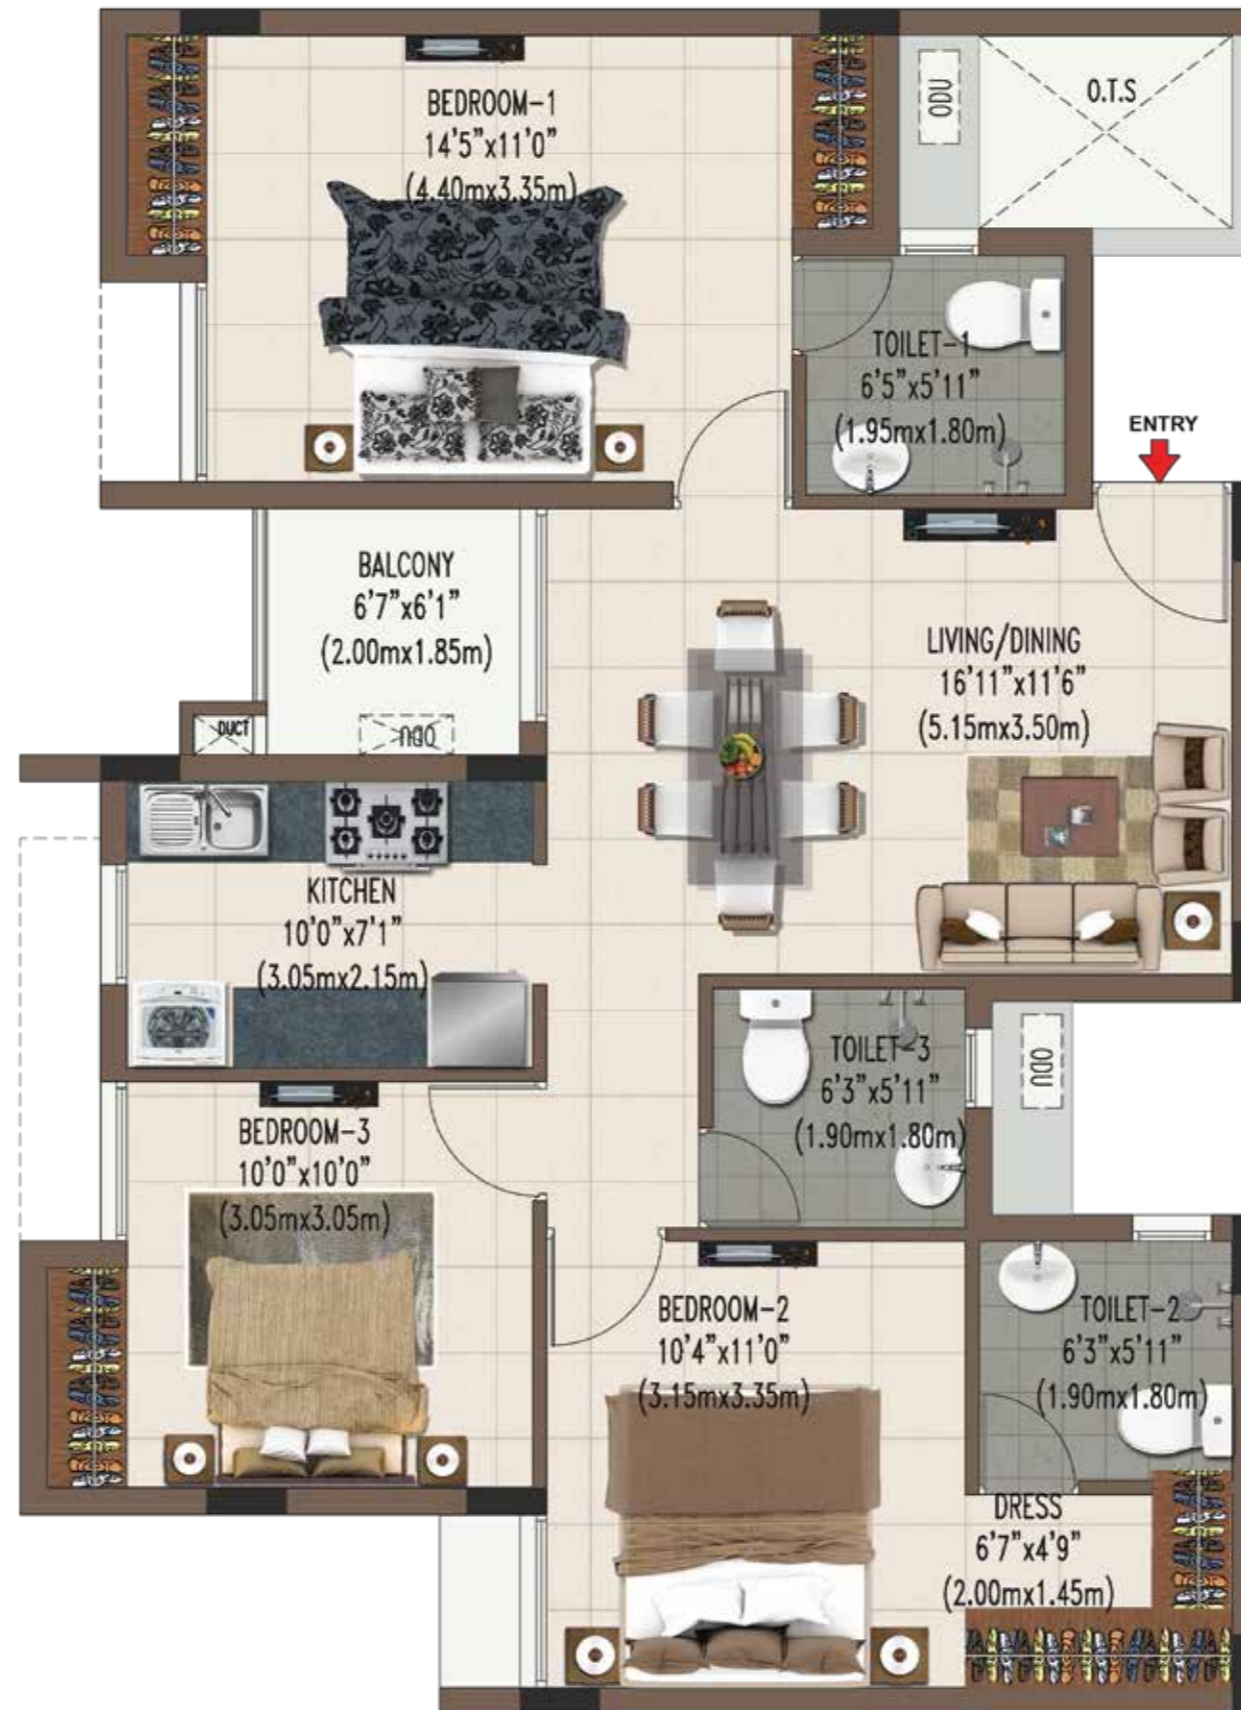 BEDROOM-1
14'5"x11'0"
(4.40mx3.35m)
ODU
O.T.S
TOILET-1
6'5"x5'11"
(1.95mx1.80m)
ENTRY
BALCONY
6'7"x6'1"
(2.00mx1.85m)
DUCT
ODU
LIVING/DINING
16'11"x11'6"
(5.15mx3.50m)
KITCHEN
10'0"x7'1"
(3.05mx2.15m)
TOILET-3
6'3"x5'11"
(1.90mx1.80m)
ODU
BEDROOM-3
10'0"x10'0"
(3.05mx3.05m)
BEDROOM-2
10'4"x11'0"
(3.15mx3.35m)
TOILET-2
6'3"x5'11"
(1.90mx1.80m)
DRESS
6'7"x4'9"
(2.00mx1.45m)